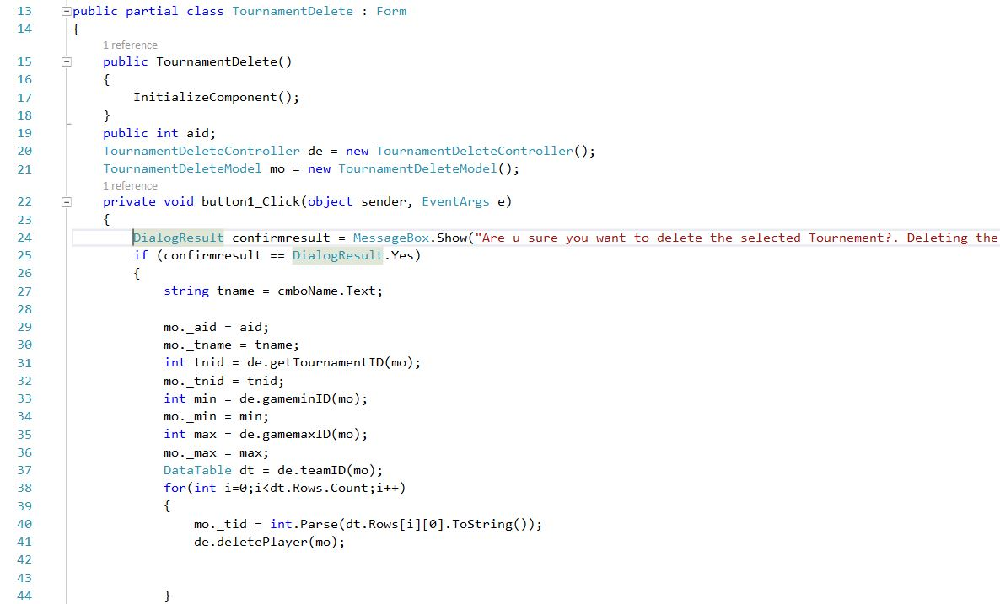 13 public partial class TournamentDelete : Form
14 {
1 reference
15 public TournamentDelete()
16 {
17 InitializeComponent();
18 }
19 public int aid;
20 TournamentDeleteController de = new TournamentDeleteController();
21 TournamentDeleteModel mo = new TournamentDeleteModel();
1 reference
22 private void button1_Click(object sender, EventArgs e)
23 {
24 DialogResult confirmresult = MessageBox.Show("Are u sure you want to delete the selected Tournement?. Deleting the
25 if (confirmresult == DialogResult.Yes)
26 {
27 string tname = cmboName.Text;
28
29 mo._aid = aid;
30 mo._tname = tname;
31 int tnid = de.getTournamentID(mo);
32 mo._tnid = tnid;
33 int min = de.gameminID(mo);
34 mo._min = min;
35 int max = de.gamemaxID(mo);
36 mo._max = max;
37 DataTable dt = de.teamID(mo);
38 for(int i=0;i<dt.Rows.Count;i++)
39 {
40 mo._tid = int.Parse(dt.Rows[i][0].ToString());
41 de.deletePlayer(mo);
42
43
44 }